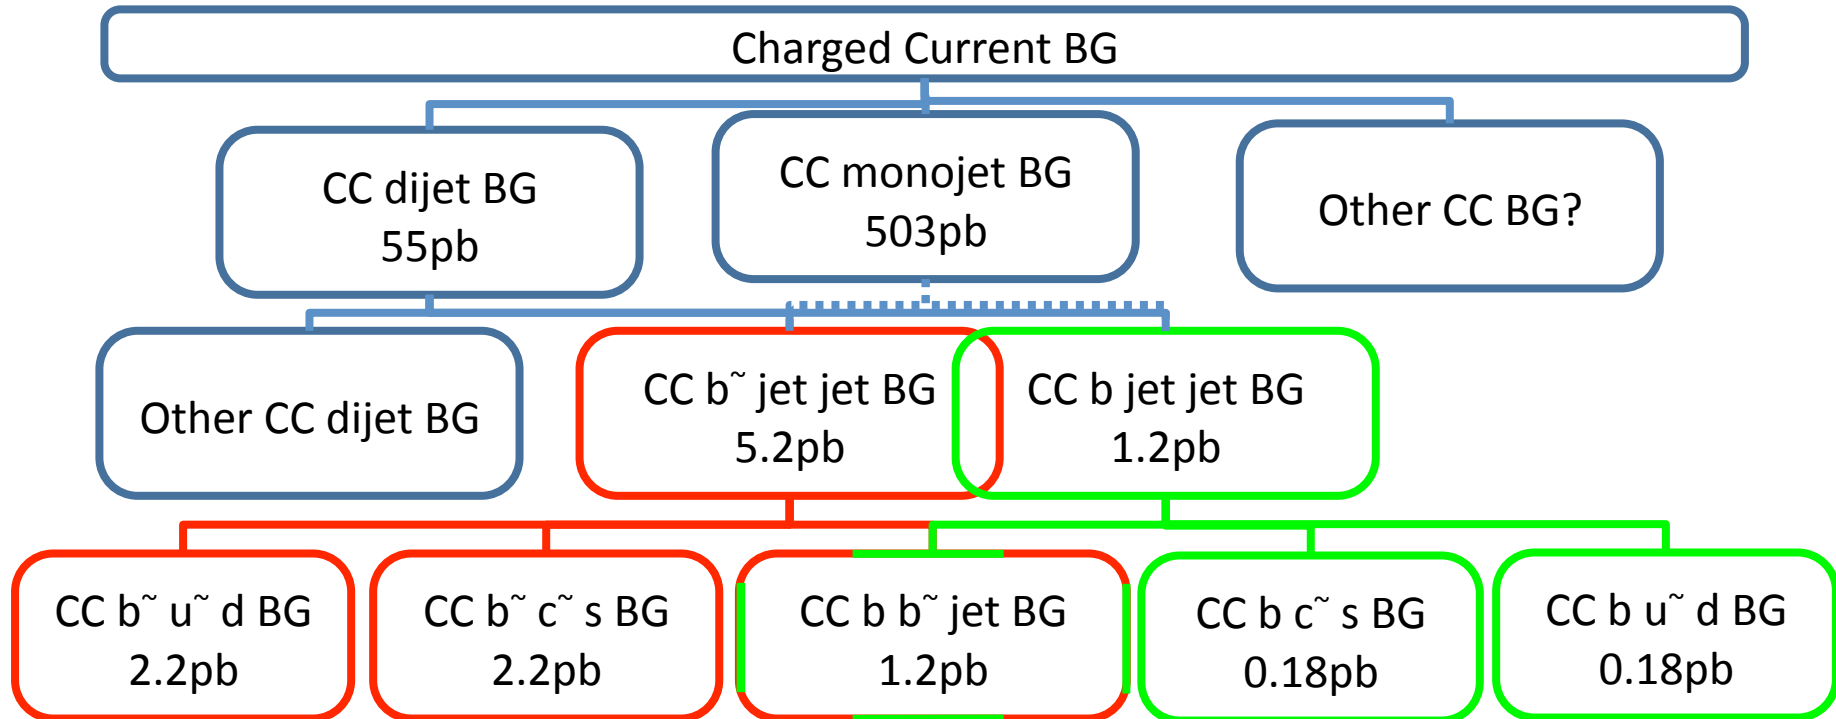 Charged Current BG
CC dijet BG
55pb
CC monojet BG
503pb
Other CC BG?
Other CC dijet BG
CC b˜ jet jet BG
5.2pb
CC b jet jet BG
1.2pb
CC b˜ u˜ d BG
2.2pb
CC b˜ c˜ s BG
2.2pb
CC b b˜ jet BG
1.2pb
CC b c˜ s BG
0.18pb
CC b u˜ d BG
0.18pb